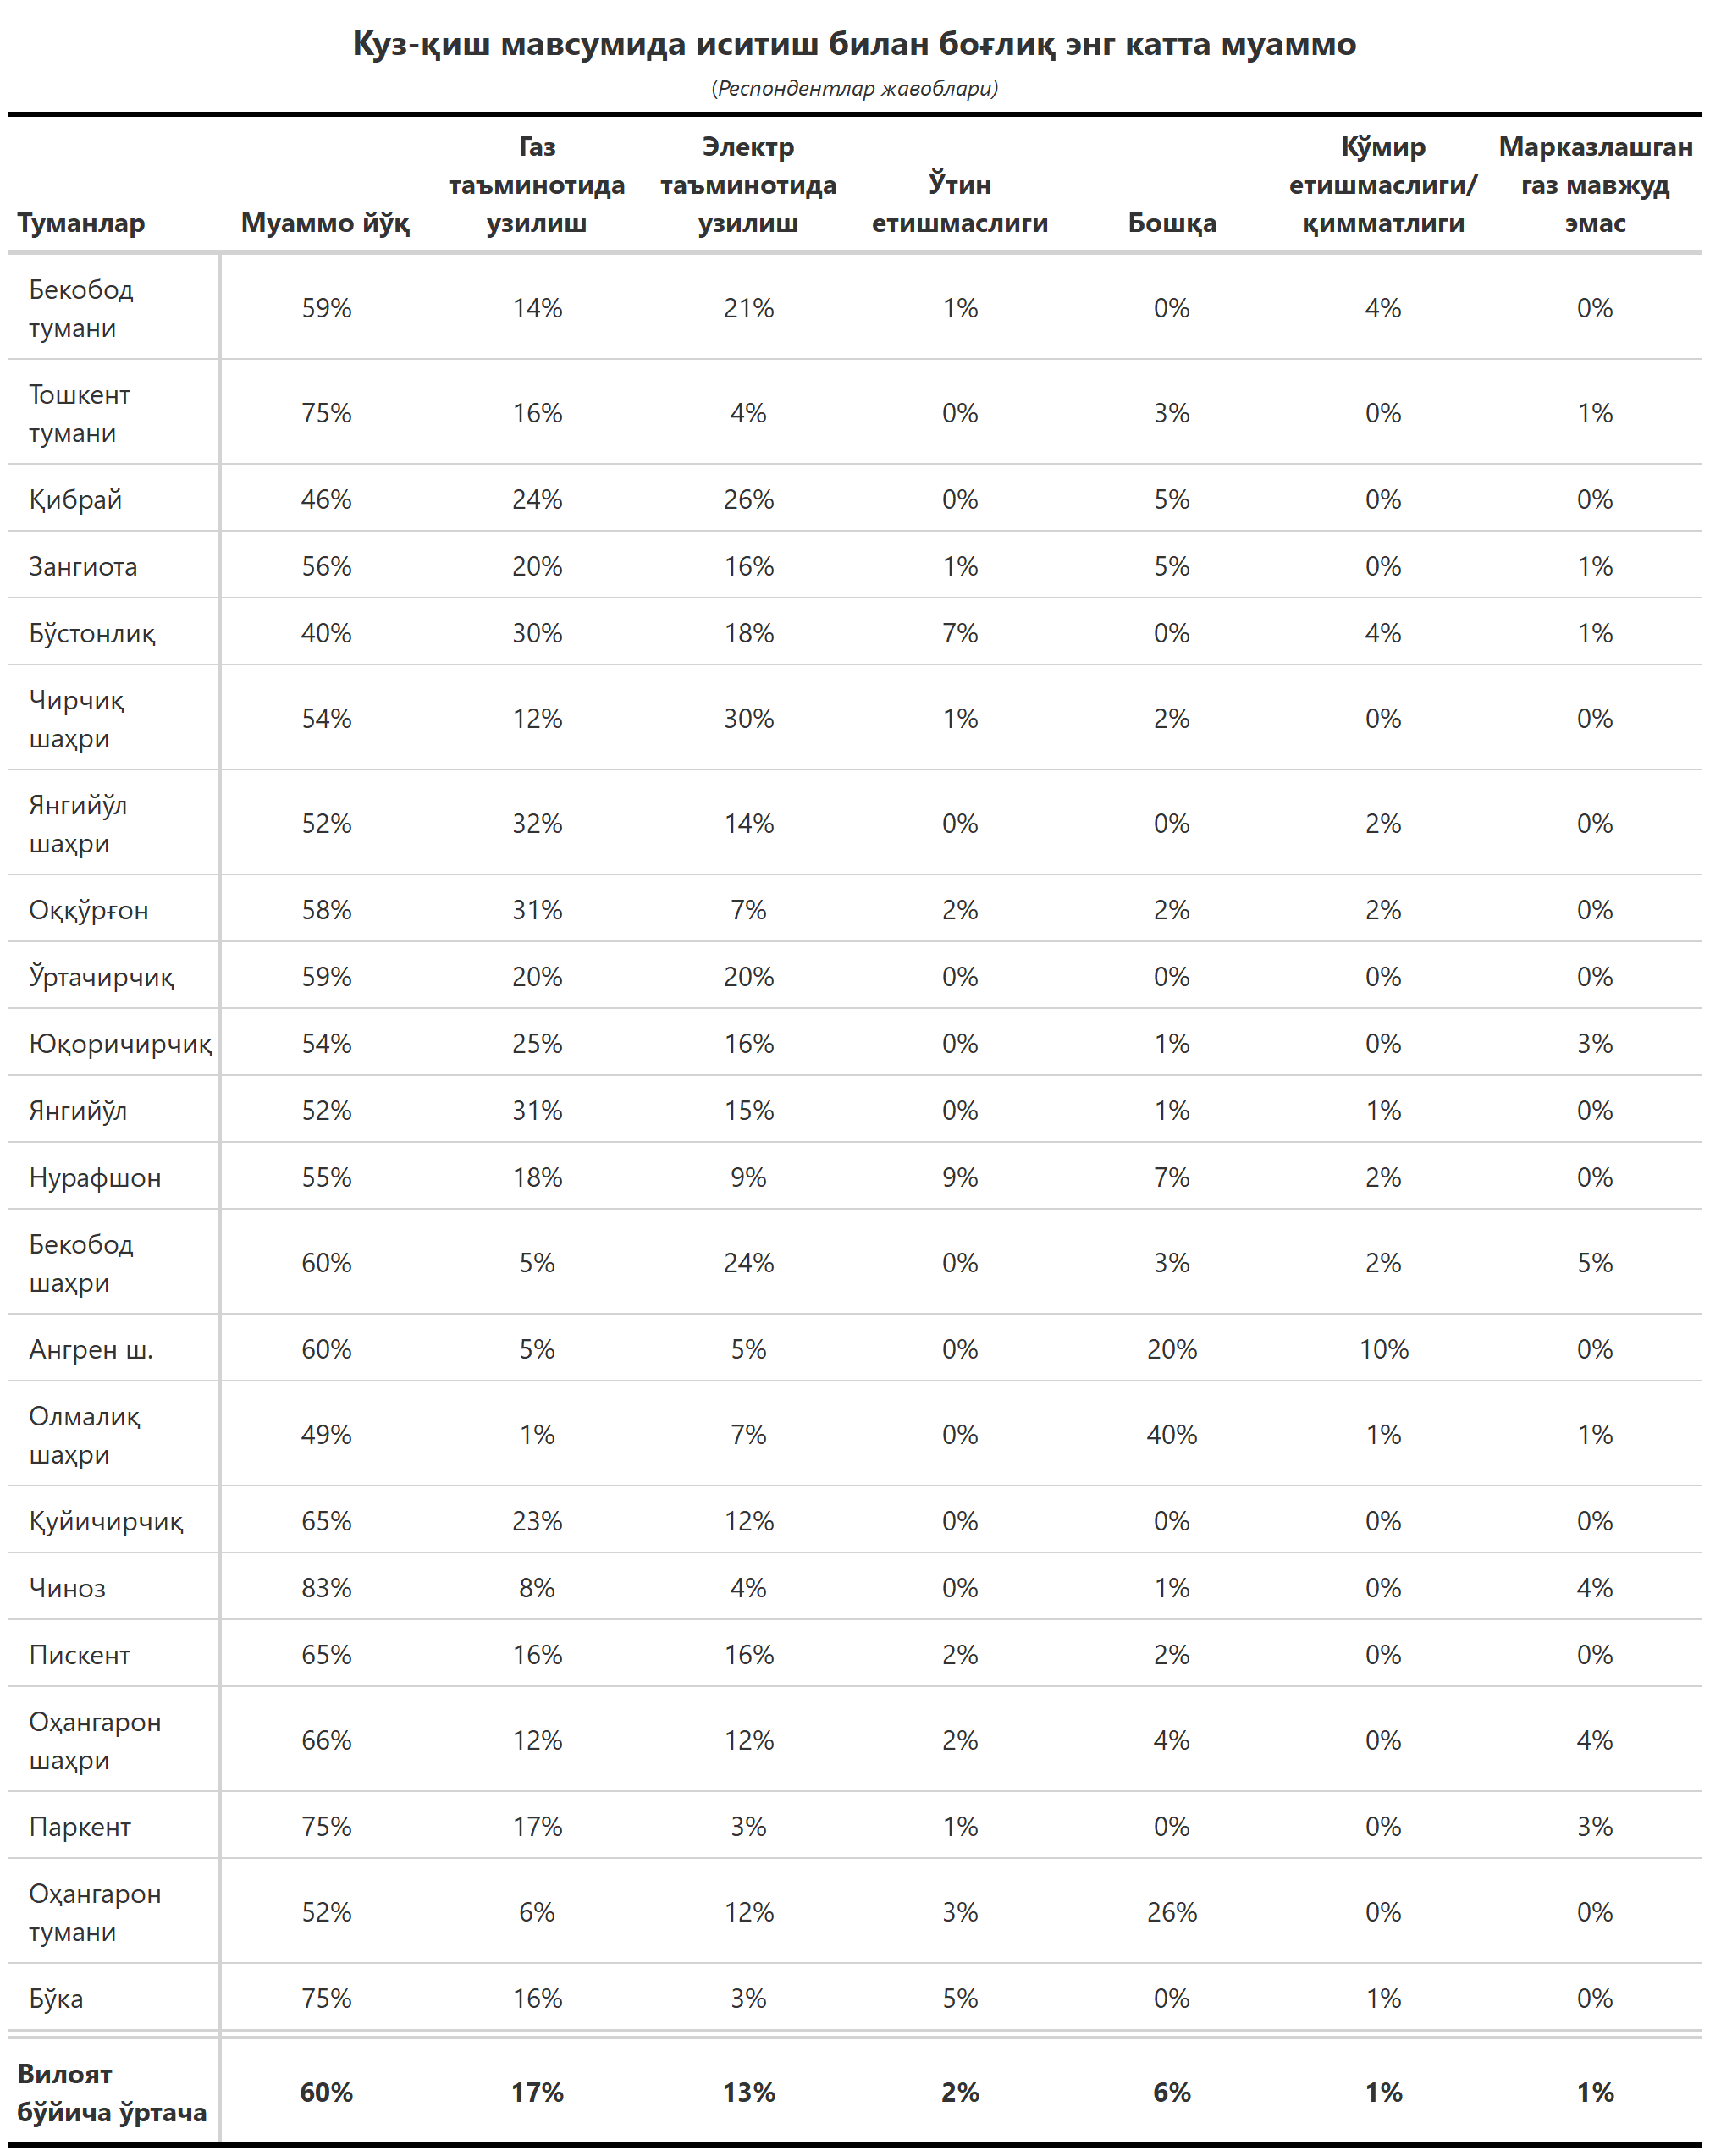 Куз-қиш мавсумида иситиш билан боғлиқ энг катта муаммо
(Респондентлар жавоблари)
Туманлар Муаммо йўқ Газ таъминотида узилиш Электр таъминотида узилиш Ўтин етишмаслиги Бошқа Кўмир етишмаслиги/қимматлиги Марказлашган газ мавжуд эмас
Бекобод тумани 59% 14% 21% 1% 0% 4% 0%
Тошкент тумани 75% 16% 4% 0% 3% 0% 1%
Қибрай 46% 24% 26% 0% 5% 0% 0%
Зангиота 56% 20% 16% 1% 5% 0% 1%
Бўстонлиқ 40% 30% 18% 7% 0% 4% 1%
Чирчиқ шаҳри 54% 12% 30% 1% 2% 0% 0%
Янгийўл шаҳри 52% 32% 14% 0% 0% 2% 0%
Оққўрғон 58% 31% 7% 2% 2% 2% 0%
Ўртачирчиқ 59% 20% 20% 0% 0% 0% 0%
Юқоричирчиқ 54% 25% 16% 0% 1% 0% 3%
Янгийўл 52% 31% 15% 0% 1% 1% 0%
Нурафшон 55% 18% 9% 9% 7% 2% 0%
Бекобод шаҳри 60% 5% 24% 0% 3% 2% 5%
Ангрен ш. 60% 5% 5% 0% 20% 10% 0%
Олмалиқ шаҳри 49% 1% 7% 0% 40% 1% 1%
Қуйичирчиқ 65% 23% 12% 0% 0% 0% 0%
Чиноз 83% 8% 4% 0% 1% 0% 4%
Пискент 65% 16% 16% 2% 2% 0% 0%
Оҳангарон шаҳри 66% 12% 12% 2% 4% 0% 4%
Паркент 75% 17% 3% 1% 0% 0% 3%
Оҳангарон тумани 52% 6% 12% 3% 26% 0% 0%
Бўка 75% 16% 3% 5% 0% 1% 0%
Вилоят бўйича ўртача 60% 17% 13% 2% 6% 1% 1%